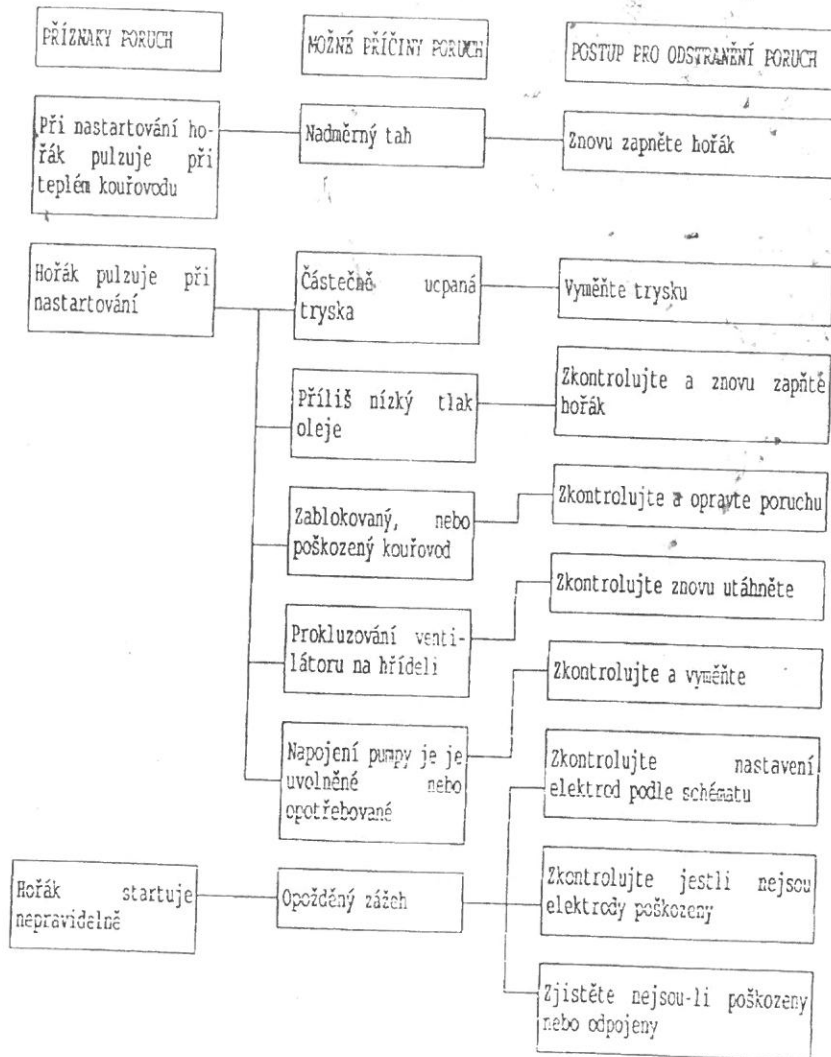 PŘÍZNAKY PORUCH
MOŽNÉ PŘÍČINY PORUCH
POSTUP PRO ODSTRANĚNÍ PORUCH
Při nastartování ho-
řák pulzuje při
teplém kouřovodu
Nadměrný tah
Znovu zapněte hořák
Hořák pulzuje při
nastartování
Částečně ucpaná
tryska
Vyměňte trysku
Příliš nízký tlak
oleje
Zkontrolujte a znovu zapňtě
hořák
Zablokovaný, nebo
poškozený kouřovod
Zkontrolujte a opravte poruchu
Prokluzování venti-
látoru na hřídeli
Zkontrolujte znovu utáhněte
Napojení pumpy je je
uvolněné nebo
opotřebované
Zkontrolujte a vyměňte
Hořák startuje
nepravidelně
Opožděný zážeh
Zkontrolujte nastavení
elektrod podle schématu
Zkontrolujte jestli nejsou
elektrody poškozeny
Zjistěte nejsou-li poškozeny
nebo odpojeny